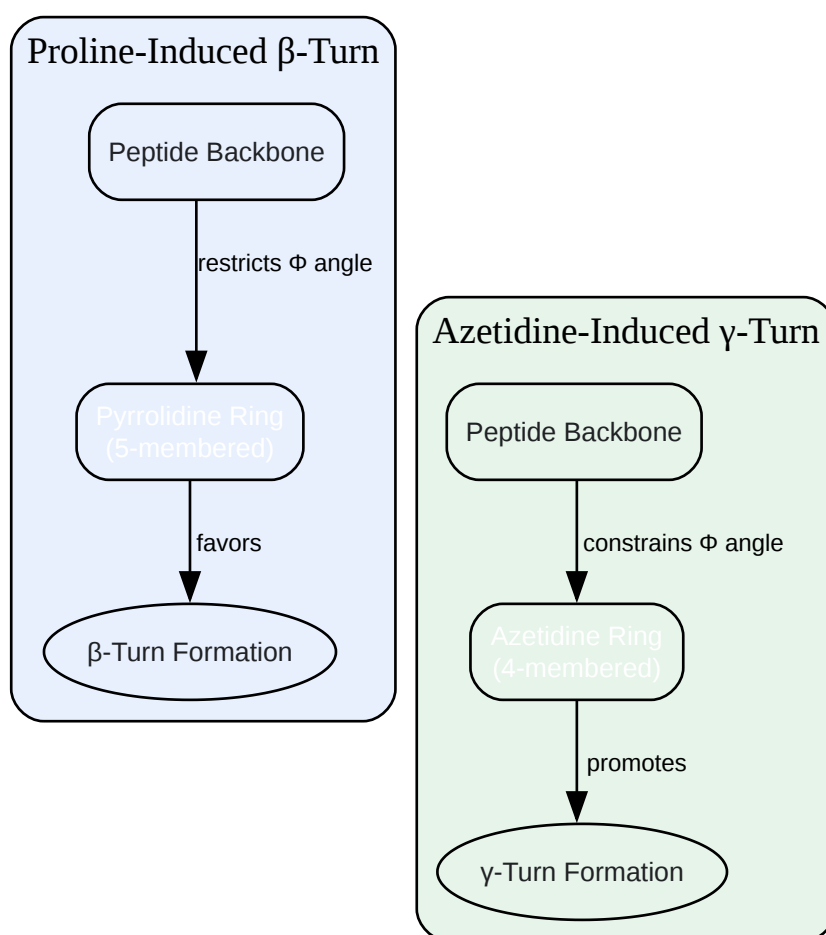 Proline-Induced β-Turn
Peptide Backbone
restricts Φ angle
Pyrrolidine Ring
(5-membered)
favors
β-Turn Formation
Azetidine-Induced γ-Turn
Peptide Backbone
constrains Φ angle
Azetidine Ring
(4-membered)
promotes
γ-Turn Formation